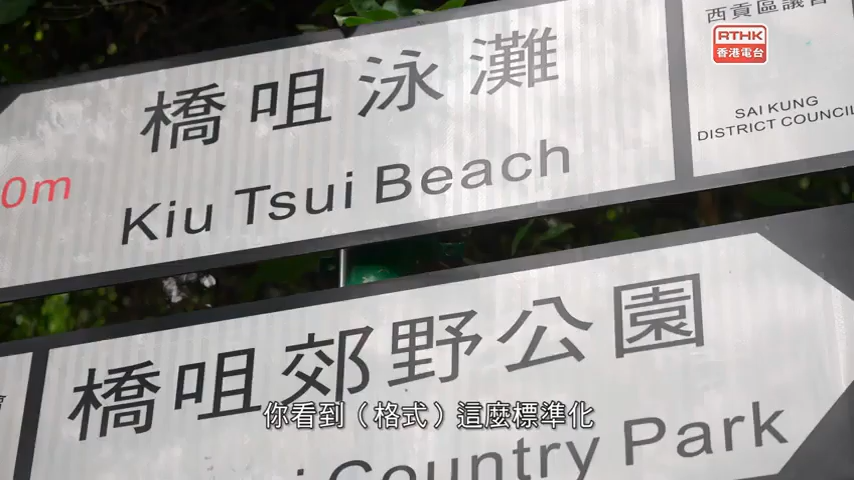 橋咀泳灘
Kiu Tsui Beach
0m
西貢區議會
SAI KUNG
DISTRICT COUNCIL
RTHK
香港電台
橋咀郊野公園
Country Park
你看到（格式）這麼標準化